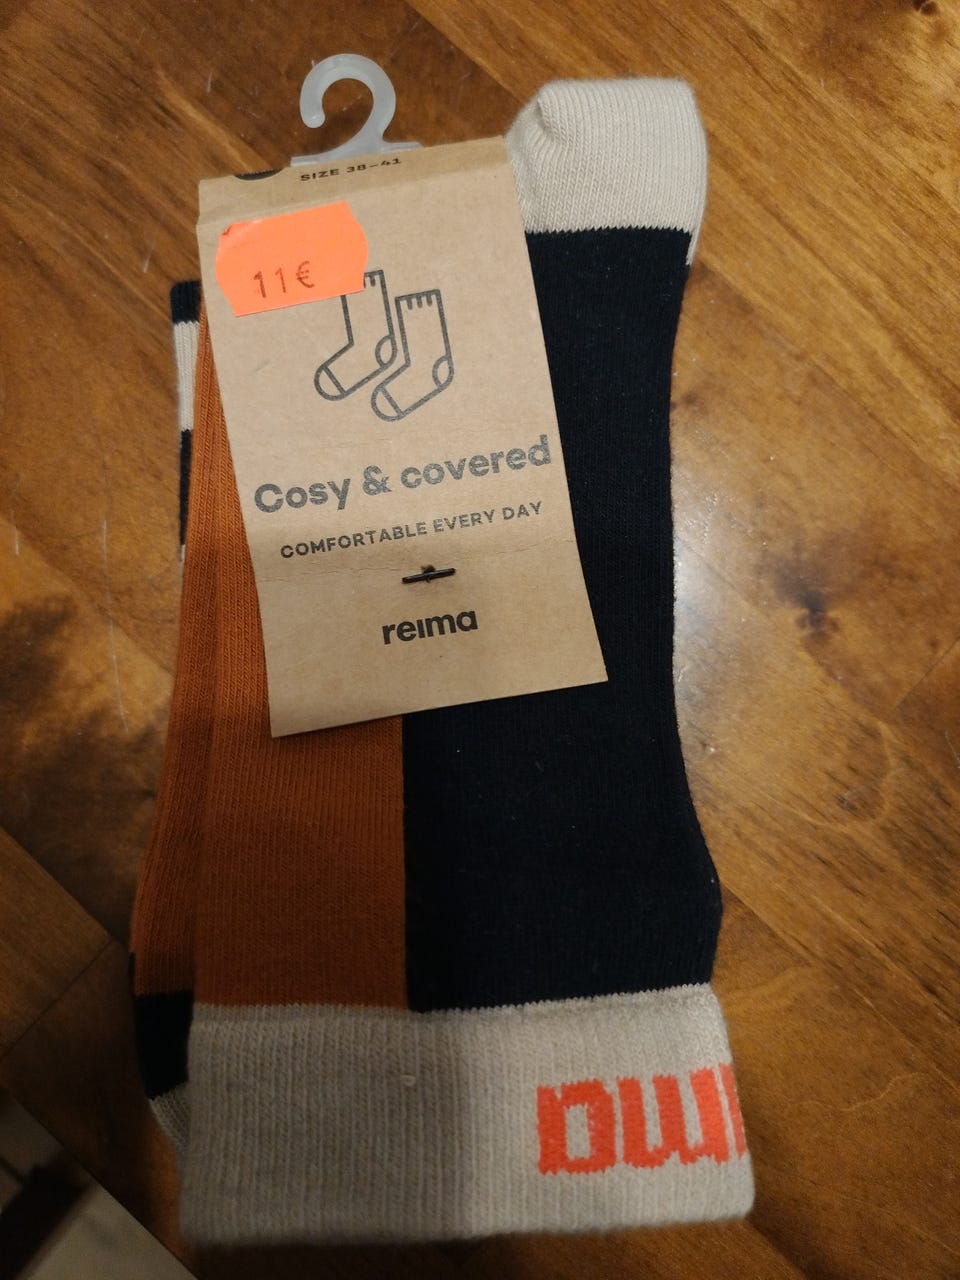 SIZE 38-41
11€
Cosy & covered
COMFORTABLE EVERY DAY
reima